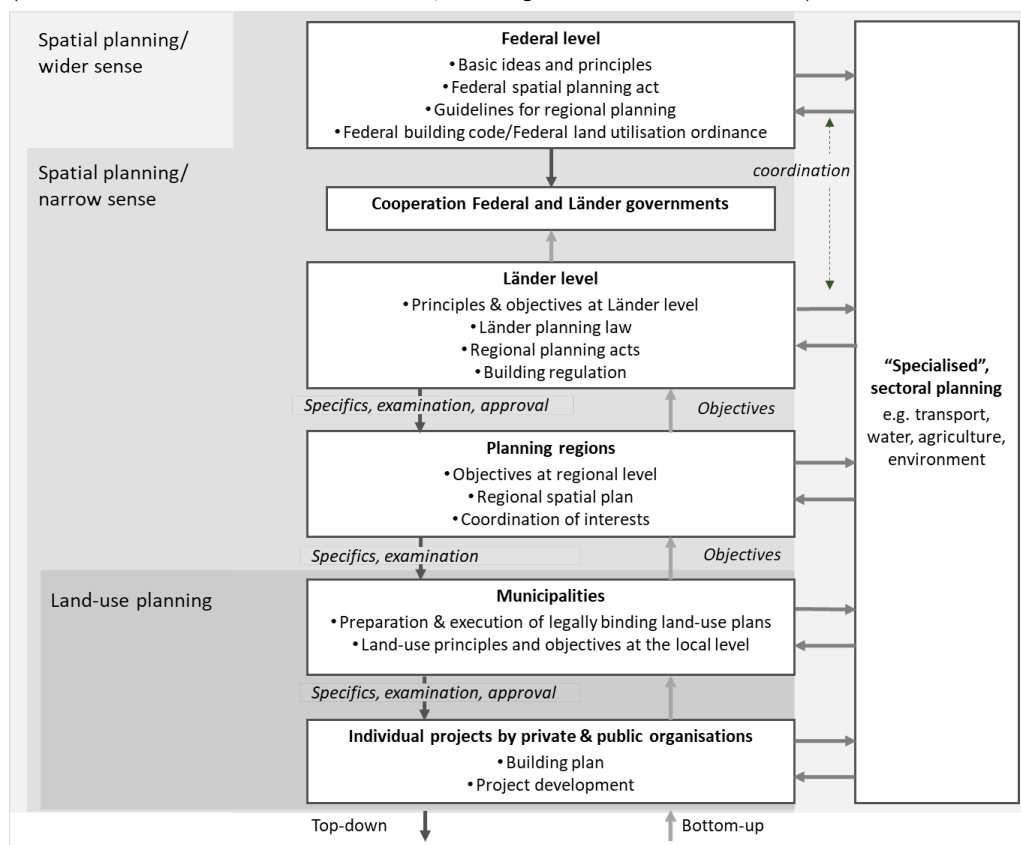 Spatial planning/
wider sense
Federal level
•Basic ideas and principles
•Federal spatial planning act
•Guidelines for regional planning
•Federal building code/Federal land utilisation ordinance
coordination
Spatial planning/
narrow sense
Cooperation Federal and Länder governments
Länder level
•Principles & objectives at Länder level
•Länder planning law
•Regional planning acts
•Building regulation
Specifics, examination, approval
Objectives
Planning regions
•Objectives at regional level
•Regional spatial plan
•Coordination of interests
Specifics, examination
Objectives
Land-use planning
Municipalities
•Preparation & execution of legally binding land-use plans
•Land-use principles and objectives at the local level
Specifics, examination, approval
Individual projects by private & public organisations
•Building plan
•Project development
Top-down
Bottom-up
“Specialised”,
sectoral planning
e.g. transport,
water, agriculture,
environment